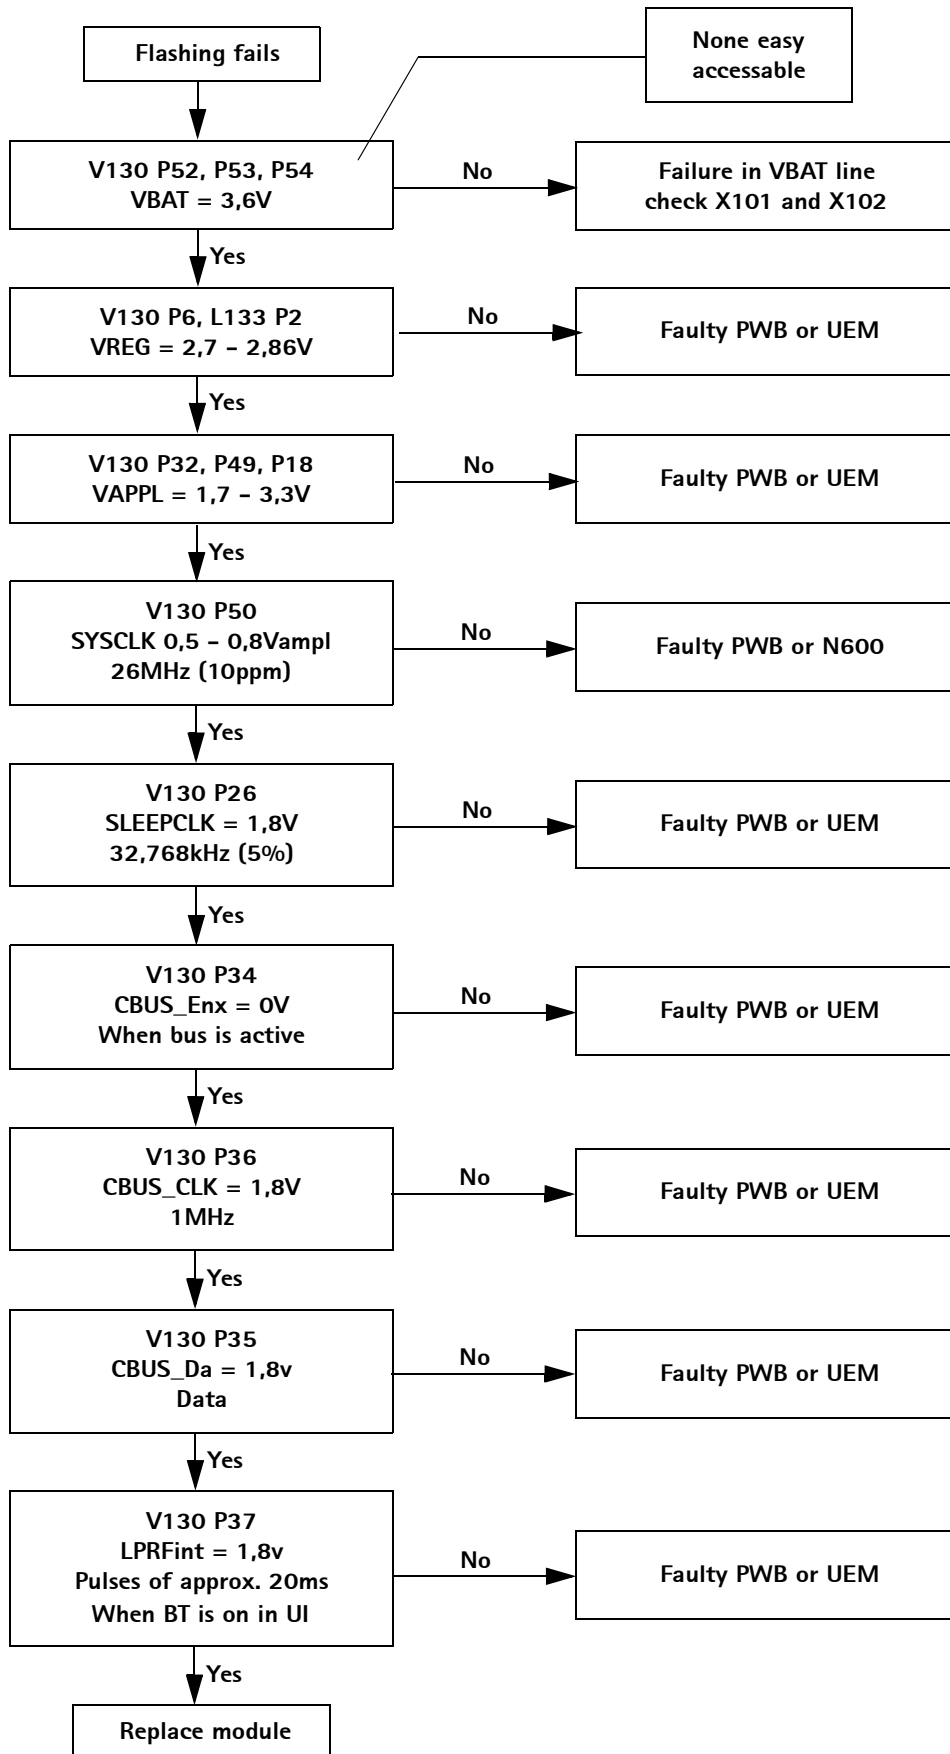 Flashing fails
None easy
accessable
V130 P52, P53, P54
VBAT = 3,6V
No
Failure in VBAT line
check X101 and X102
Yes
V130 P6, L133 P2
VREG = 2,7 – 2,86V
No
Faulty PWB or UEM
Yes
V130 P32, P49, P18
VAPPL = 1,7 – 3,3V
No
Faulty PWB or UEM
Yes
V130 P50
SYSCLK 0,5 – 0,8Vampl
26MHz (10ppm)
No
Faulty PWB or N600
Yes
V130 P26
SLEEPCLK = 1,8V
32,768kHz (5%)
No
Faulty PWB or UEM
Yes
V130 P34
CBUS_Enx = 0V
When bus is active
No
Faulty PWB or UEM
Yes
V130 P36
CBUS_CLK = 1,8V
1MHz
No
Faulty PWB or UEM
Yes
V130 P35
CBUS_Da = 1,8v
Data
No
Faulty PWB or UEM
Yes
V130 P37
LPRFint = 1,8v
Pulses of approx. 20ms
When BT is on in UI
No
Faulty PWB or UEM
Yes
Replace module